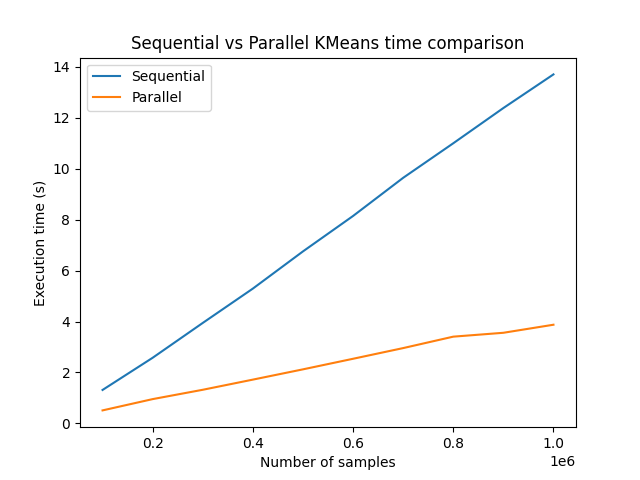 Sequential vs Parallel KMeans time comparison
Sequential
Parallel
Execution time (s)
14
12
10
8
6
4
2
0
0.2 0.4 0.6 0.8 1.0
1e6
Number of samples